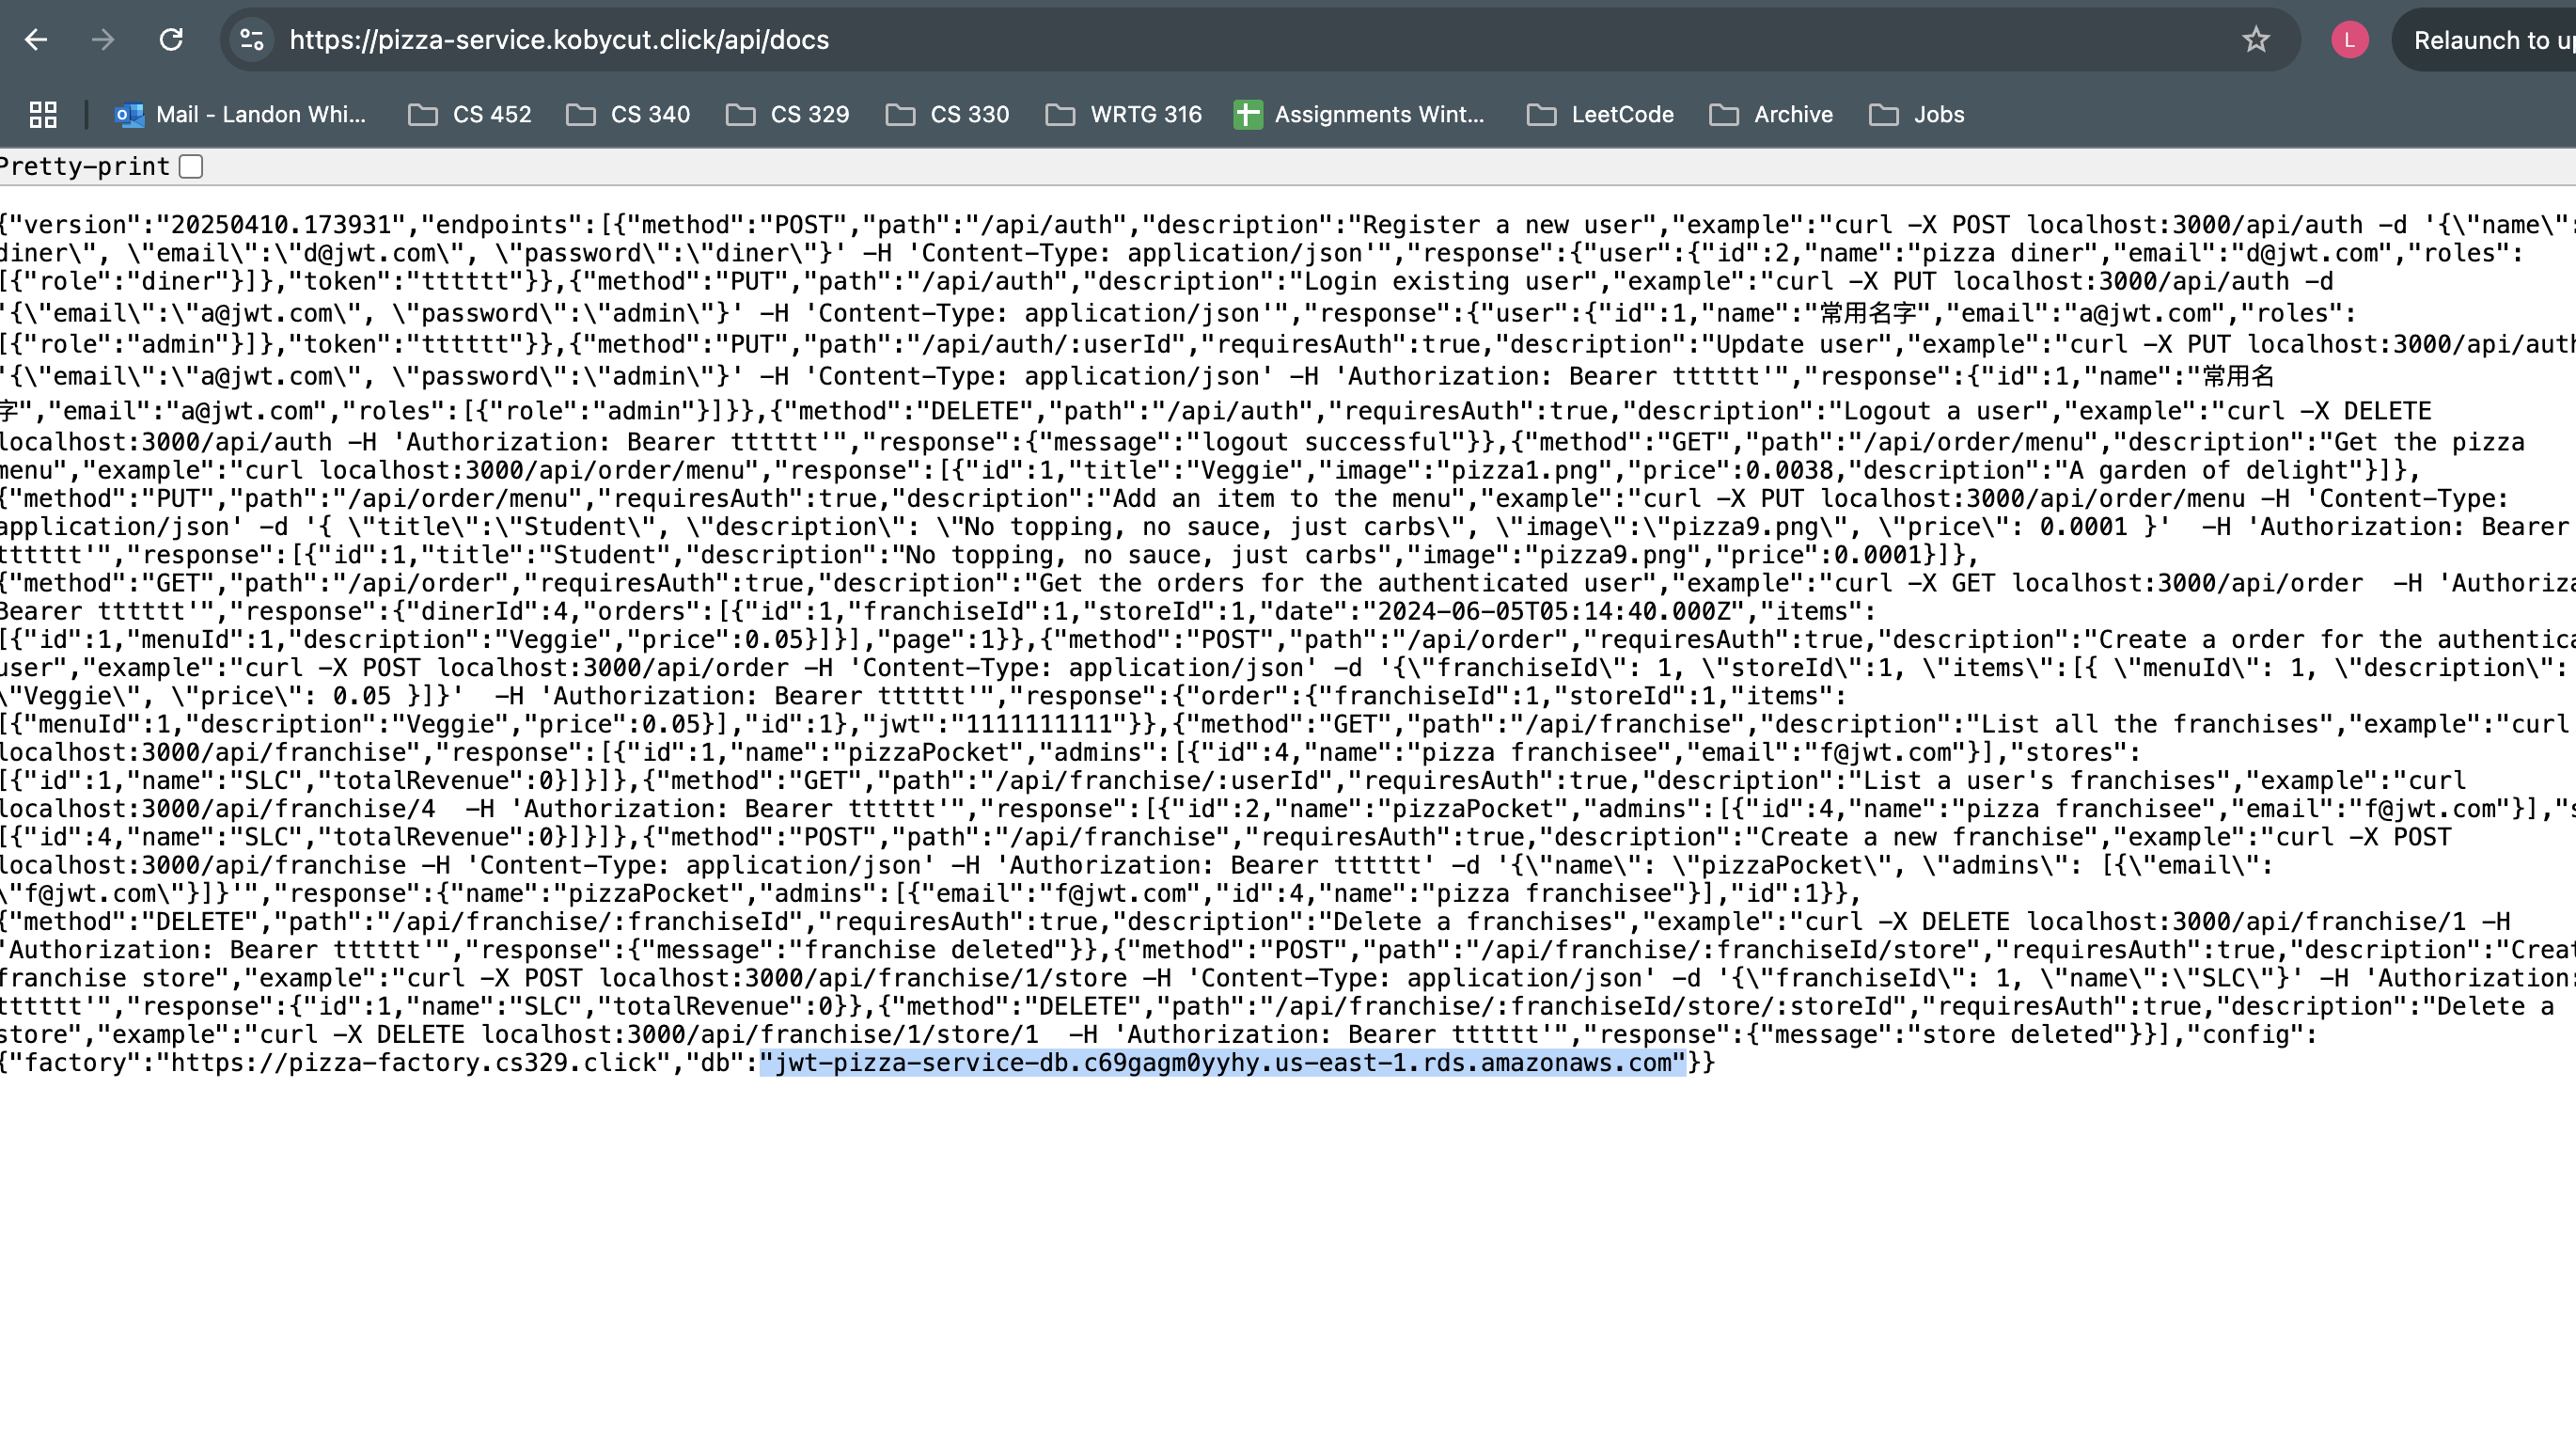 https://pizza-service.kobycut.click/api/docs
L
Relaunch to up
Mail - Landon Whi...
CS 452
CS 340
CS 329
CS 330
WRTG 316
Assignments Wint...
LeetCode
Archive
Jobs
Pretty-print
{"version":"20250410.173931","endpoints":[{"method":"POST","path":"/api/auth","description":"Register a new user","example":"curl -X POST localhost:3000/api/auth -d '{\"name\":
diner\", \"email\":\"d@jwt.com\", \"password\":\"diner\"}' -H 'Content-Type: application/json'","response":{"user":{"id":2,"name":"pizza diner","email":"d@jwt.com","roles":
[{"role":"diner"}]},"token":"tttttt"}},{"method":"PUT","path":"/api/auth","description":"Login existing user","example":"curl -X PUT localhost:3000/api/auth -d
'{\"email\":\"a@jwt.com\", \"password\":\"admin\"}' -H 'Content-Type: application/json'","response":{"user":{"id":1,"name":"常用名字","email":"a@jwt.com","roles":
[{"role":"admin"}]},"token":"tttttt"}},{"method":"PUT","path":"/api/auth/:userId","requiresAuth":true,"description":"Update user","example":"curl -X PUT localhost:3000/api/auth
'{\"email\":\"a@jwt.com\", \"password\":\"admin\"}' -H 'Content-Type: application/json' -H 'Authorization: Bearer tttttt'","response":{"id":1,"name":"常用名
字","email":"a@jwt.com","roles":[{"role":"admin"}]}},{"method":"DELETE","path":"/api/auth","requiresAuth":true,"description":"Logout a user","example":"curl -X DELETE
localhost:3000/api/auth -H 'Authorization: Bearer tttttt'","response":{"message":"logout successful"}},{"method":"GET","path":"/api/order/menu","description":"Get the pizza
menu","example":"curl localhost:3000/api/order/menu","response":[{"id":1,"title":"Veggie","image":"pizza1.png","price":0.0038,"description":"A garden of delight"}]},
{"method":"PUT","path":"/api/order/menu","requiresAuth":true,"description":"Add an item to the menu","example":"curl -X PUT localhost:3000/api/order/menu -H 'Content-Type:
application/json' -d '{ \"title\":\"Student\", \"description\": \"No topping, no sauce, just carbs\", \"image\":\"pizza9.png\", \"price\": 0.0001 }'  -H 'Authorization: Bearer
tttttt'","response":[{"id":1,"title":"Student","description":"No topping, no sauce, just carbs","image":"pizza9.png","price":0.0001}]},
{"method":"GET","path":"/api/order","requiresAuth":true,"description":"Get the orders for the authenticated user","example":"curl -X GET localhost:3000/api/order  -H 'Authoriza
Bearer tttttt'","response":{"dinerId":4,"orders":[{"id":1,"franchiseId":1,"storeId":1,"date":"2024-06-05T05:14:40.000Z","items":
[{"id":1,"menuId":1,"description":"Veggie","price":0.05}]}],"page":1}},{"method":"POST","path":"/api/order","requiresAuth":true,"description":"Create a order for the authentica
user","example":"curl -X POST localhost:3000/api/order -H 'Content-Type: application/json' -d '{\"franchiseId\": 1, \"storeId\":1, \"items\":[{ \"menuId\": 1, \"description\":
\"Veggie\", \"price\": 0.05 }]}'  -H 'Authorization: Bearer tttttt'","response":{"order":{"franchiseId":1,"storeId":1,"items":
[{"menuId":1,"description":"Veggie","price":0.05}],"id":1},"jwt":"1111111111"}},{"method":"GET","path":"/api/franchise","description":"List all the franchises","example":"curl
localhost:3000/api/franchise","response":[{"id":1,"name":"pizzaPocket","admins":[{"id":4,"name":"pizza franchisee","email":"f@jwt.com"}],"stores":
[{"id":1,"name":"SLC","totalRevenue":0}]}]},{"method":"GET","path":"/api/franchise/:userId","requiresAuth":true,"description":"List a user's franchises","example":"curl
localhost:3000/api/franchise/4  -H 'Authorization: Bearer tttttt'","response":[{"id":2,"name":"pizzaPocket","admins":[{"id":4,"name":"pizza franchisee","email":"f@jwt.com"}],"s
[{"id":4,"name":"SLC","totalRevenue":0}]}]},{"method":"POST","path":"/api/franchise","requiresAuth":true,"description":"Create a new franchise","example":"curl -X POST
localhost:3000/api/franchise -H 'Content-Type: application/json' -H 'Authorization: Bearer tttttt' -d '{\"name\": \"pizzaPocket\", \"admins\": [{\"email\":
\"f@jwt.com\"}]}'","response":{"name":"pizzaPocket","admins":[{"email":"f@jwt.com","id":4,"name":"pizza franchisee"}],"id":1}},
{"method":"DELETE","path":"/api/franchise/:franchiseId","requiresAuth":true,"description":"Delete a franchises","example":"curl -X DELETE localhost:3000/api/franchise/1 -H
'Authorization: Bearer tttttt'","response":{"message":"franchise deleted"}},{"method":"POST","path":"/api/franchise/:franchiseId/store","requiresAuth":true,"description":"Creat
franchise store","example":"curl -X POST localhost:3000/api/franchise/1/store -H 'Content-Type: application/json' -d '{\"franchiseId\": 1, \"name\":\"SLC\"}' -H 'Authorization:
tttttt'","response":{"id":1,"name":"SLC","totalRevenue":0}},{"method":"DELETE","path":"/api/franchise/:franchiseId/store/:storeId","requiresAuth":true,"description":"Delete a
store","example":"curl -X DELETE localhost:3000/api/franchise/1/store/1  -H 'Authorization: Bearer tttttt'","response":{"message":"store deleted"}}],"config":
{"factory":"https://pizza-factory.cs329.click","db":"jwt-pizza-service-db.c69gagm0yyhy.us-east-1.rds.amazonaws.com"}}